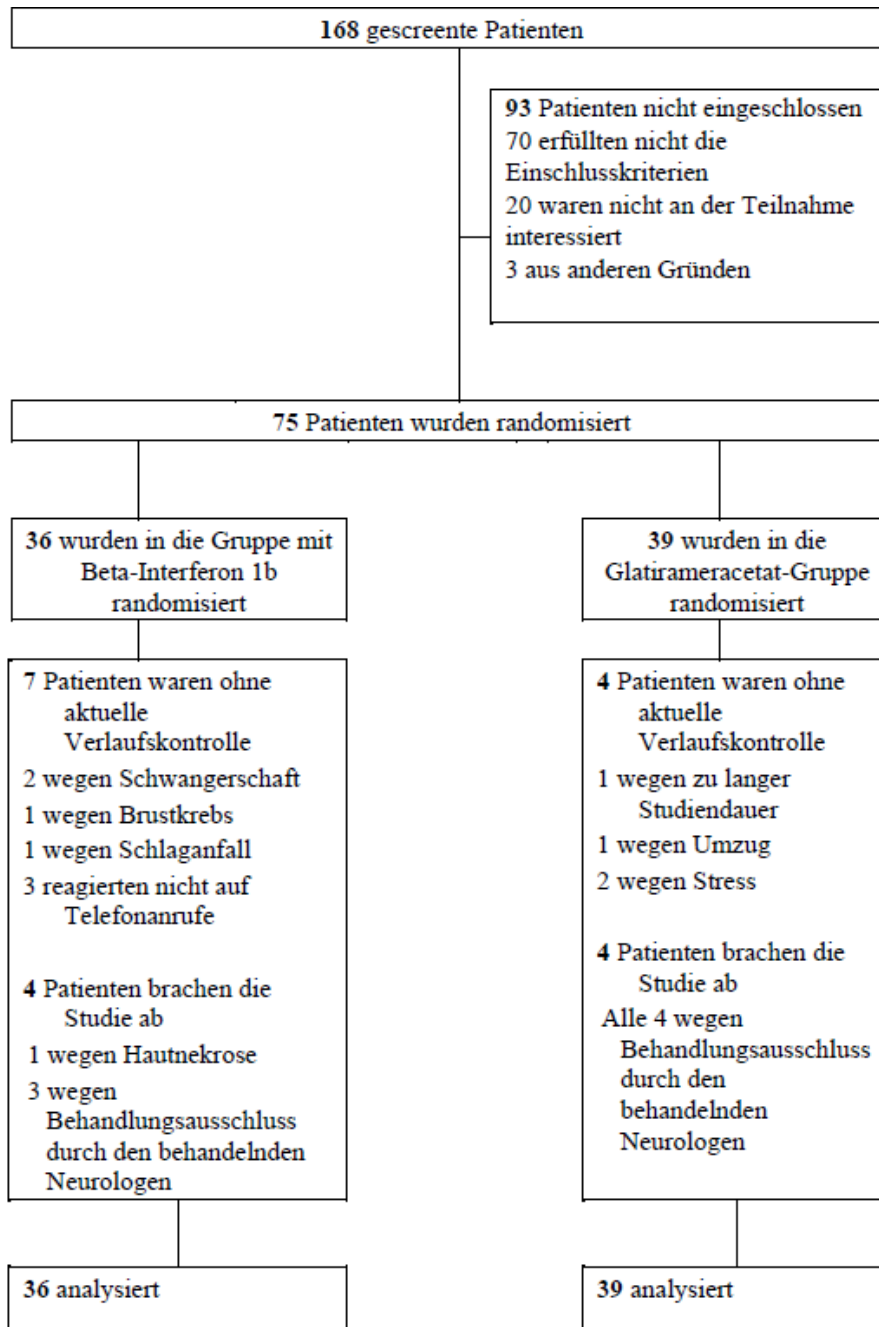 168 gescreente Patienten
93 Patienten nicht eingeschlossen
70 erfüllten nicht die
Einschlusskriterien
20 waren nicht an der Teilnahme
interessiert
3 aus anderen Gründen
75 Patienten wurden randomisiert
36 wurden in die Gruppe mit
Beta-Interferon 1b
randomisiert
39 wurden in die
Glatirameracetat-Gruppe
randomisiert
7 Patienten waren ohne
aktuelle
Verlaufskontrolle
2 wegen Schwangerschaft
1 wegen Brustkrebs
1 wegen Schlaganfall
3 reagierten nicht auf
Telefonanrufe
4 Patienten brachen die
Studie ab
1 wegen Hautnekrose
3 wegen
Behandlungsausschluss
durch den behandelnden
Neurologen
4 Patienten waren ohne
aktuelle
Verlaufskontrolle
1 wegen zu langer
Studiendauer
1 wegen Umzug
2 wegen Stress
4 Patienten brachen die
Studie ab
Alle 4 wegen
Behandlungsausschluss
durch den
behandelnden
Neurologen
36 analysiert
39 analysiert